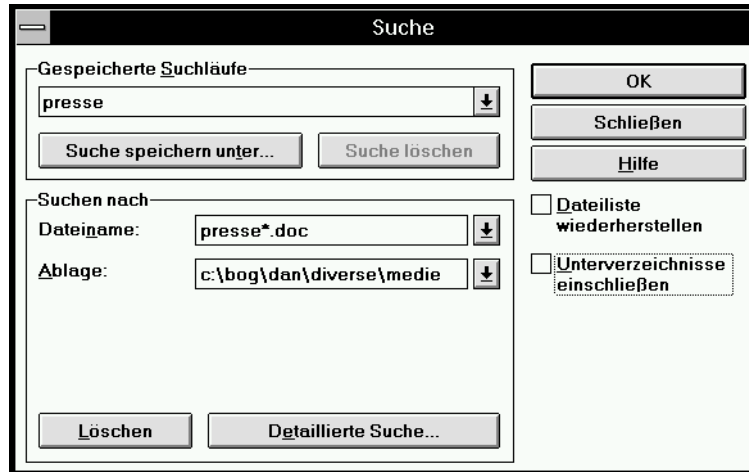 Suche
Gespeicherte Suchläufe
presse
Suche speichern unter...
Suche löschen
Suchen nach
Dateiname:
presse*.doc
Ablage:
c:\bog\dan\diverse\medie
Löschen
Detaillierte Suche...
OK
Schließen
Hilfe
Dateiliste
wiederherstellen
Unterverzeichnisse
einschließen